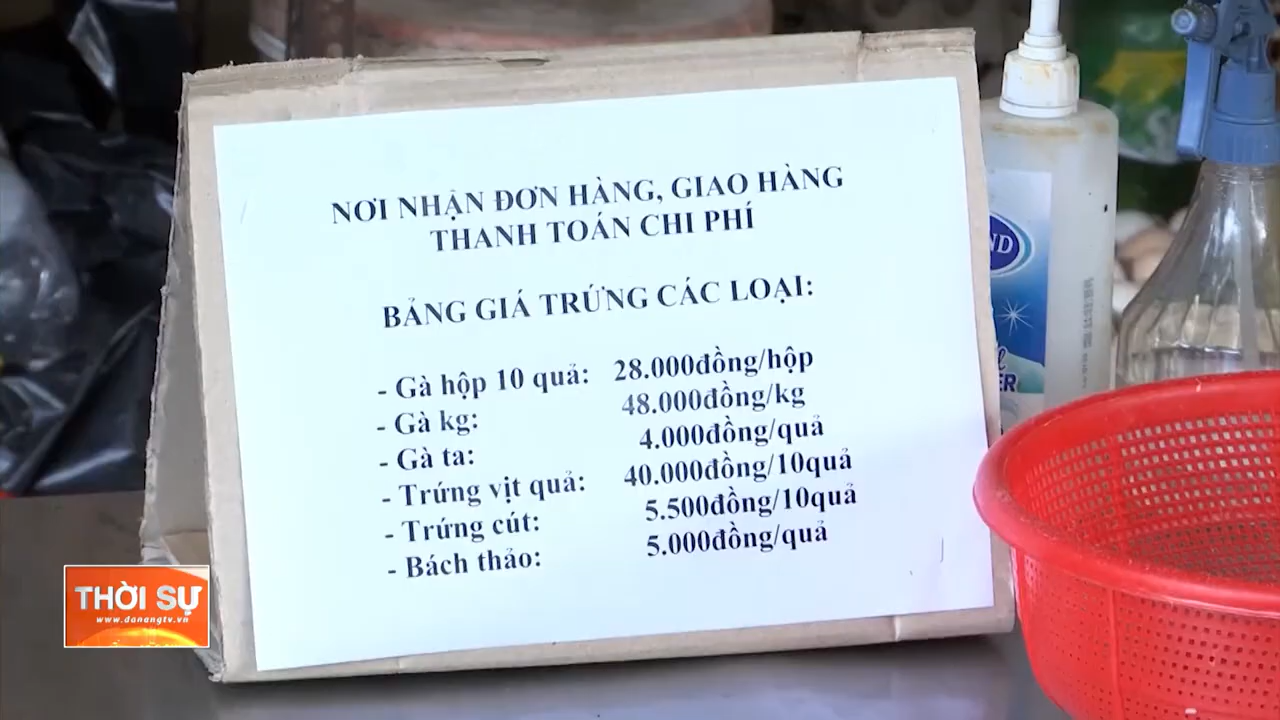 NƠI NHẬN ĐƠN HÀNG, GIAO HÀNG
THANH TOÁN CHI PHÍ
BẢNG GIÁ TRỨNG CÁC LOẠI:
- Gà hộp 10 quả: 28.000đồng/hộp
- Gà kg: 48.000đồng/kg
- Gà ta: 4.000đồng/quả
- Trứng vịt quả: 40.000đồng/10quả
- Trứng cút: 5.500đồng/10quả
- Bách thảo: 5.000đồng/quả
THỜI SỰ
www.danangtv.vn